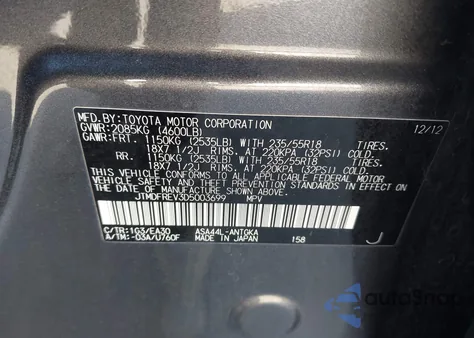 MFD.BY:TOYOTA MOTOR CORPORATION 12/12
GVWR:2085KG (4600LB)
GAWR:FRT. 1150KG (2535LB) WITH 235/55R18 TIRES.
18X7 1/2J RIMS. AT 220KPA (32PSI) COLD.
RR. 1150KG (2535LB) WITH 235/55R18 TIRES.
18X7 1/2J RIMS. AT 220KPA (32PSI) COLD.
THIS VEHICLE CONFORMS TO ALL APPLICABLE FEDERAL MOTOR
VEHICLE SAFETY AND THEFT PREVENTION STANDARDS IN EFFECT
ON THE DATE OF MANUFACTURE SHOWN ABOVE.
JTMDFREV3D5003699 MPV
C/TR:1G3/EA30 ASA44L-ANTGKA
A/TM:-03A/U760F MADE IN JAPAN 158 J
AutoSnap